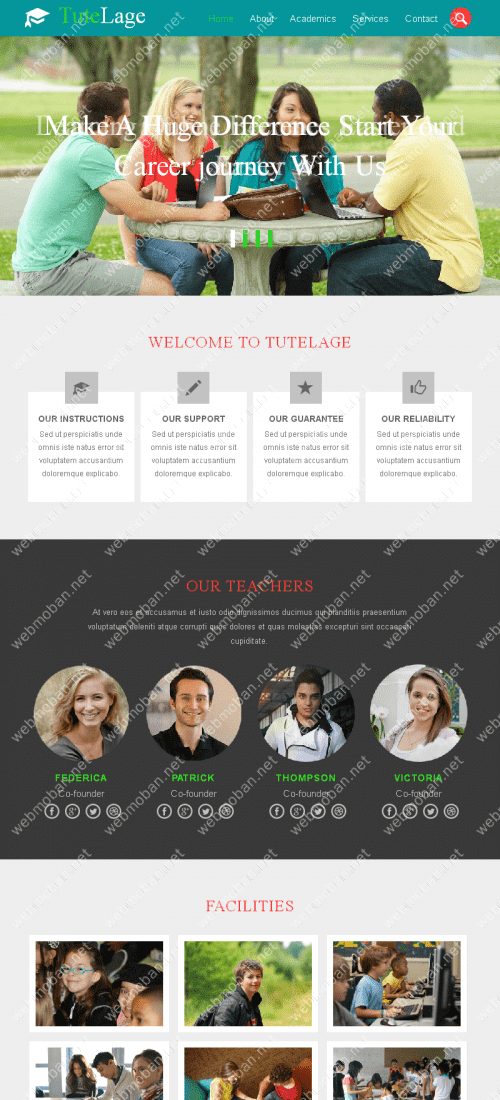 TuteLage
Home About Academics Services Contact
Make A Huge Difference Start Your
Career journey With Us
WELCOME TO TUTELAGE
OUR INSTRUCTIONS
Sed ut perspiciatis unde
omnis iste natus error sit
voluptatem accusantium
doloremque explicabo.
OUR SUPPORT
Sed ut perspiciatis unde
omnis iste natus error sit
voluptatem accusantium
doloremque explicabo.
OUR GUARANTEE
Sed ut perspiciatis unde
omnis iste natus error sit
voluptatem accusantium
doloremque explicabo.
OUR RELIABILITY
Sed ut perspiciatis unde
omnis iste natus error sit
voluptatem accusantium
doloremque explicabo.
OUR TEACHERS
At vero eos et accusamus et iusto odio dignissimos ducimus qui blanditiis praesentium
voluptatum deleniti atque corrupti quos dolores et quas molestias excepturi sint occaecati
cupiditate.
FEDERICA
Co-founder
PATRICK
Co-founder
THOMPSON
Co-founder
VICTORIA
Co-founder
FACILITIES
webmoban.net